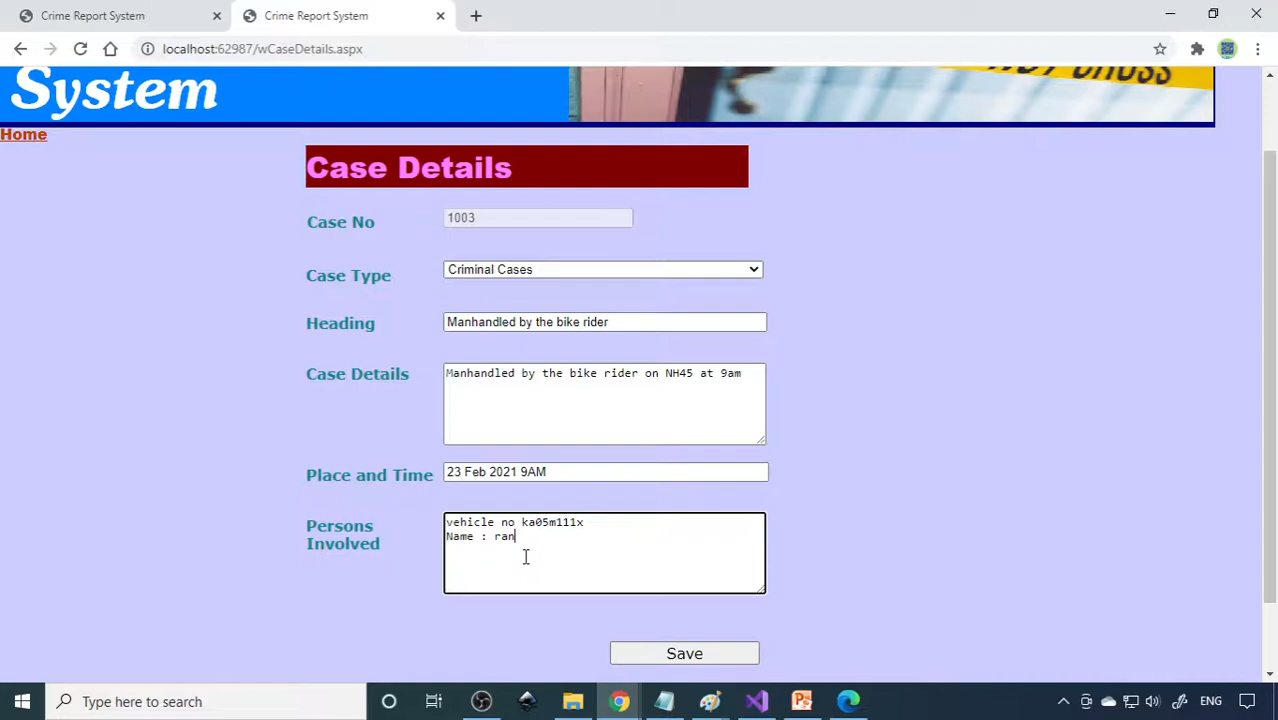 Crime Report System
Crime Report System
localhost:62987/wCaseDetails.aspx
System
Home
Case Details
Case No
1003
Case Type
Criminal Cases
Heading
Manhandled by the bike rider
Case Details
Manhandled by the bike rider on NH45 at 9am
Place and Time
23 Feb 2021 9AM
Persons
Involved
vehicle no ka05m111x
Name : ran
Save
Type here to search
ENG